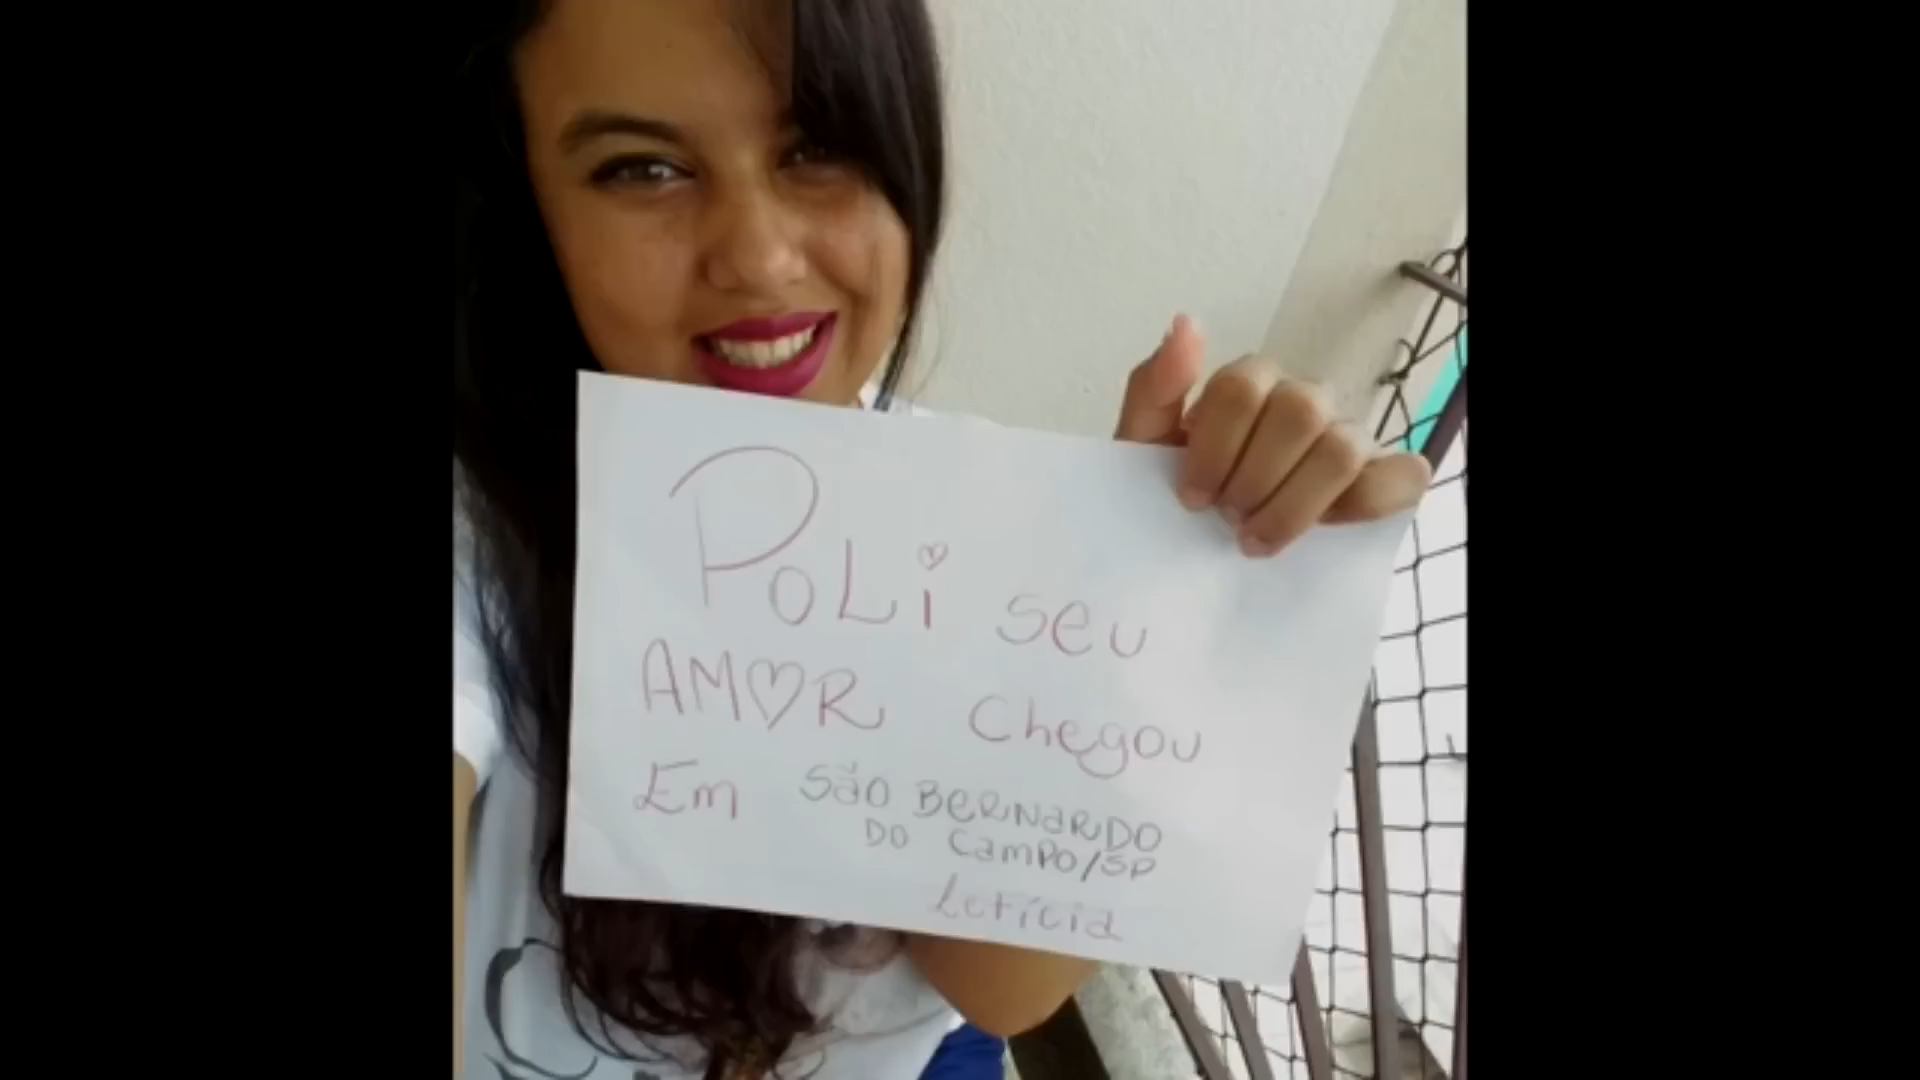 POLi seu
AMOR chegou
Em São BERNARDO
DO CAMPO/SP
Letícia